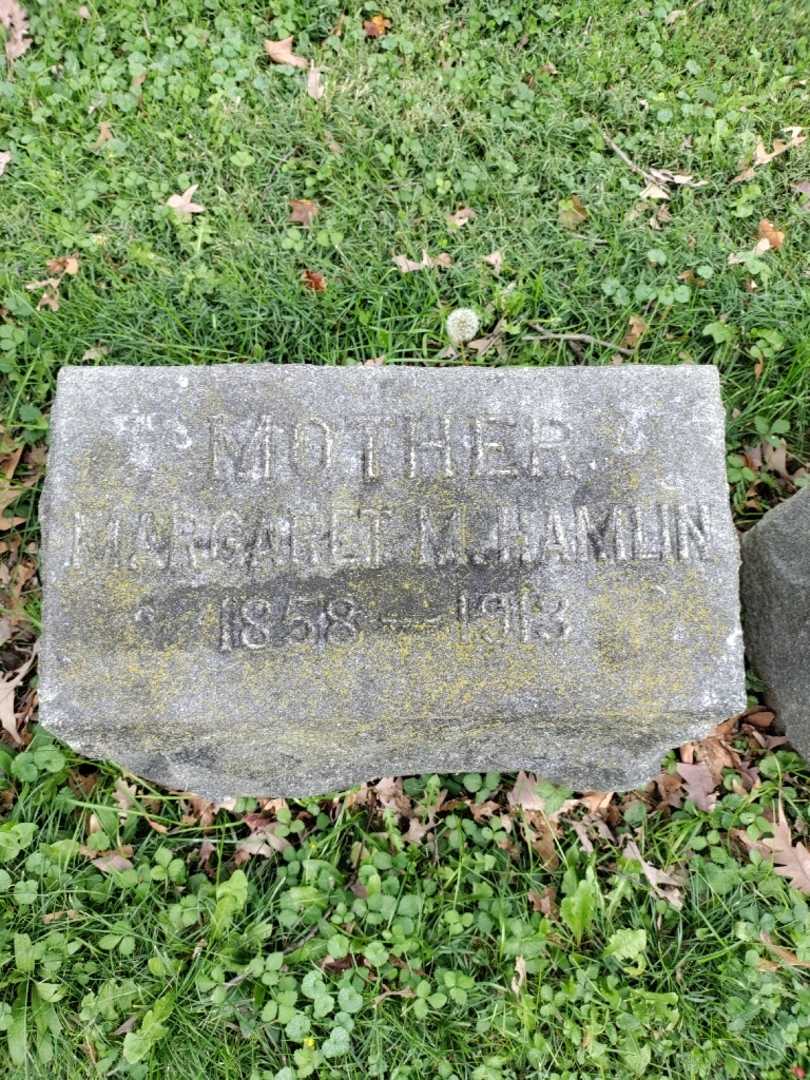 MOTHER
MARGARET M. HAMLIN
1858 — 1913